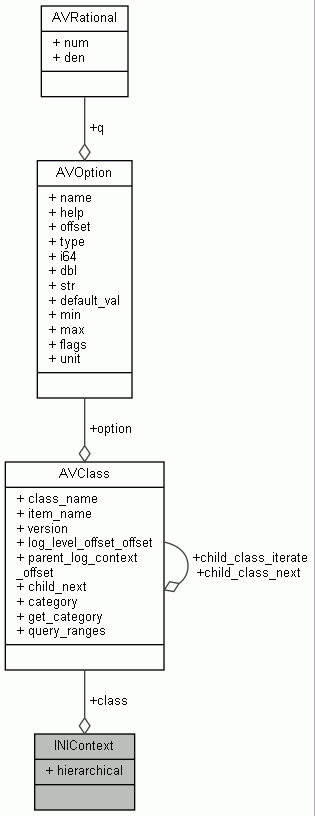 AVRational
+ num
+ den
+q
AVOption
+ name
+ help
+ offset
+ type
+ i64
+ dbl
+ str
+ default_val
+ min
+ max
+ flags
+ unit
+option
AVClass
+ class_name
+ item_name
+ version
+ log_level_offset_offset
+ parent_log_context
_offset
+ child_next
+ category
+ get_category
+ query_ranges
+child_class_iterate
+child_class_next
+class
INIContext
+ hierarchical